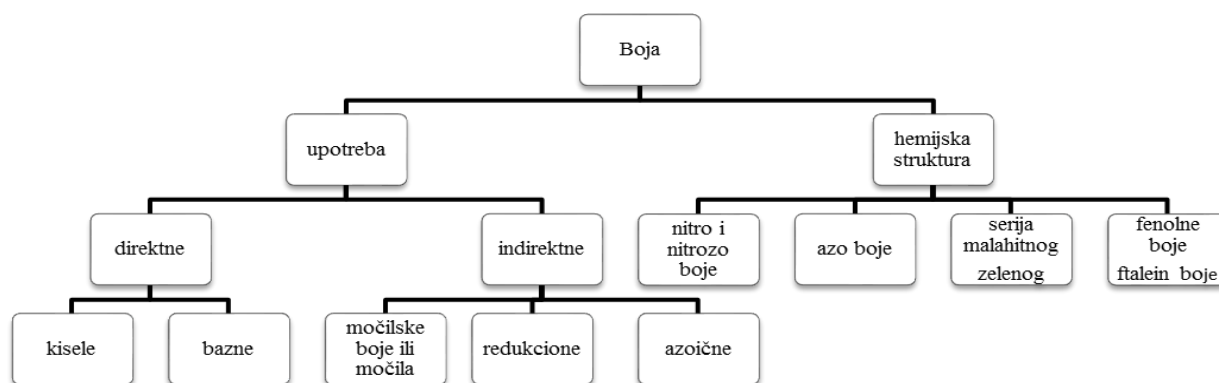 Boja
upotreba
hemijska
struktura
direktne
indirektne
nitro i
nitrozo
boje
azo boje
serija
malahitnog
zelenog
fenolne
boje
ftalein boje
kisele
bazne
močilske
boje ili
močila
redukcione
azoične